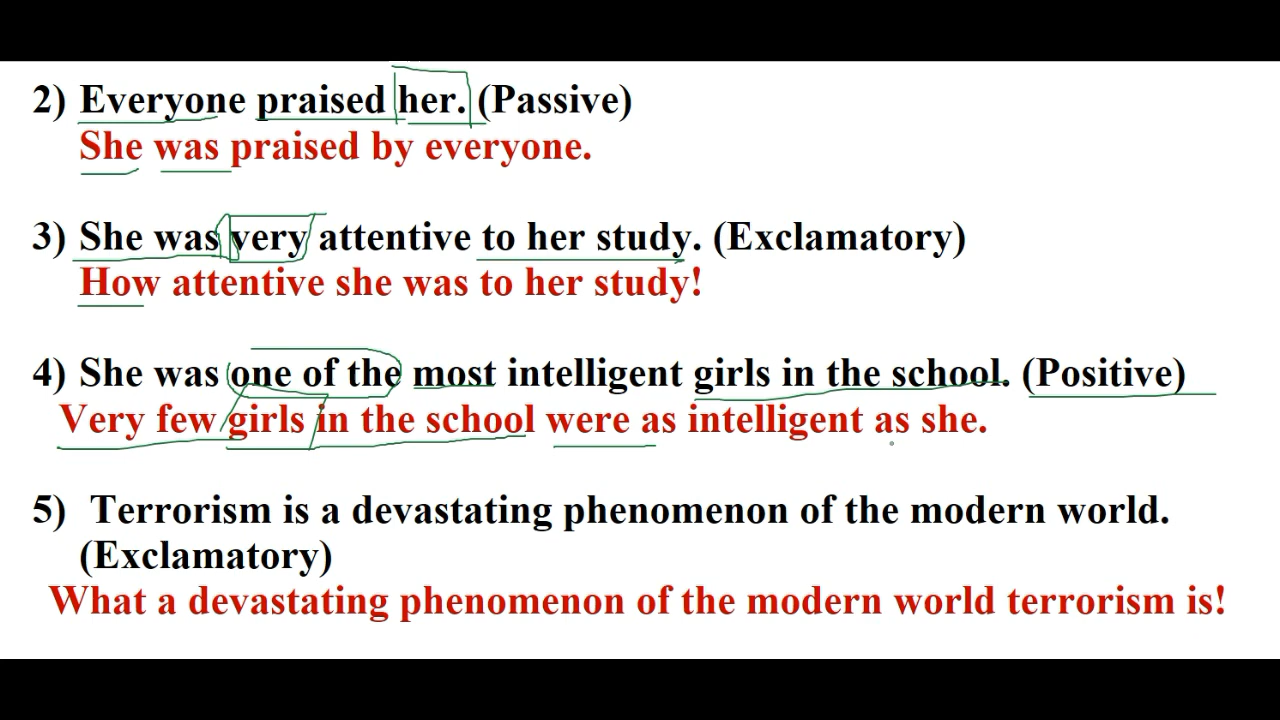 2) Everyone praised her. (Passive)
She was praised by everyone.
3) She was very attentive to her study. (Exclamatory)
How attentive she was to her study!
4) She was one of the most intelligent girls in the school. (Positive)
Very few girls in the school were as intelligent as she.
5) Terrorism is a devastating phenomenon of the modern world.
(Exclamatory)
What a devastating phenomenon of the modern world terrorism is!